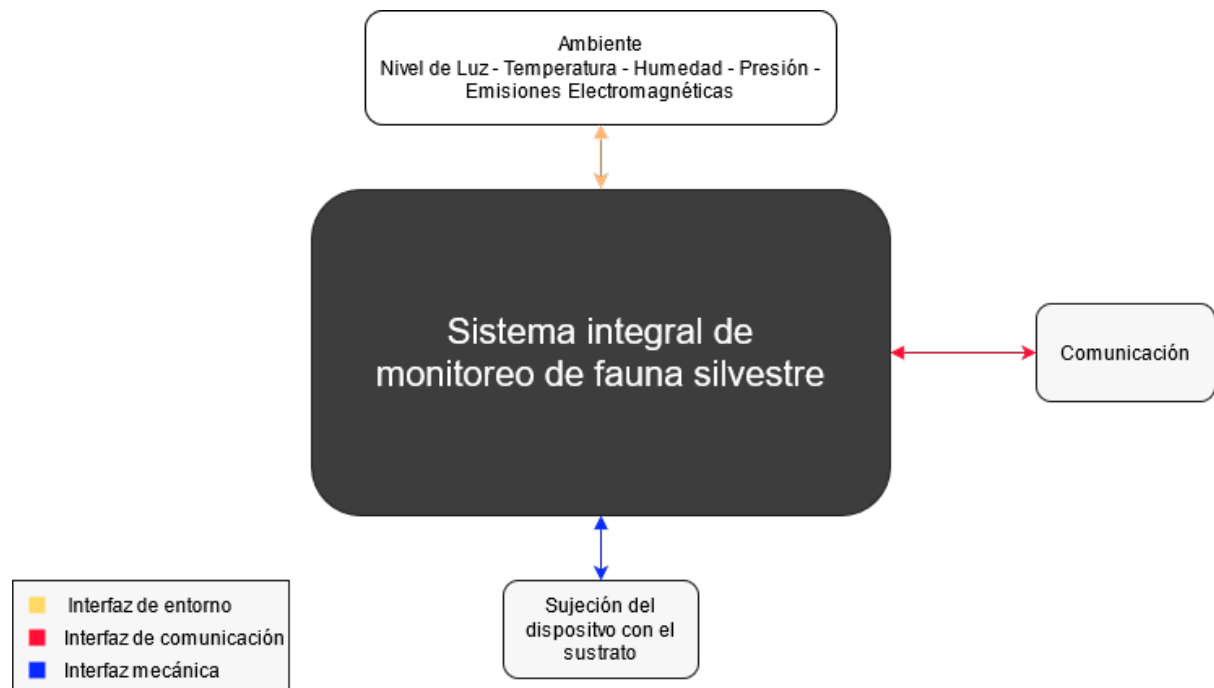 Ambiente
Nivel de Luz - Temperatura - Humedad - Presión -
Emisiones Electromagnéticas
Sistema integral de
monitoreo de fauna silvestre
Comunicación
Sujeción del
dispositvo con el
sustrato
Interfaz de entorno
Interfaz de comunicación
Interfaz mecánica